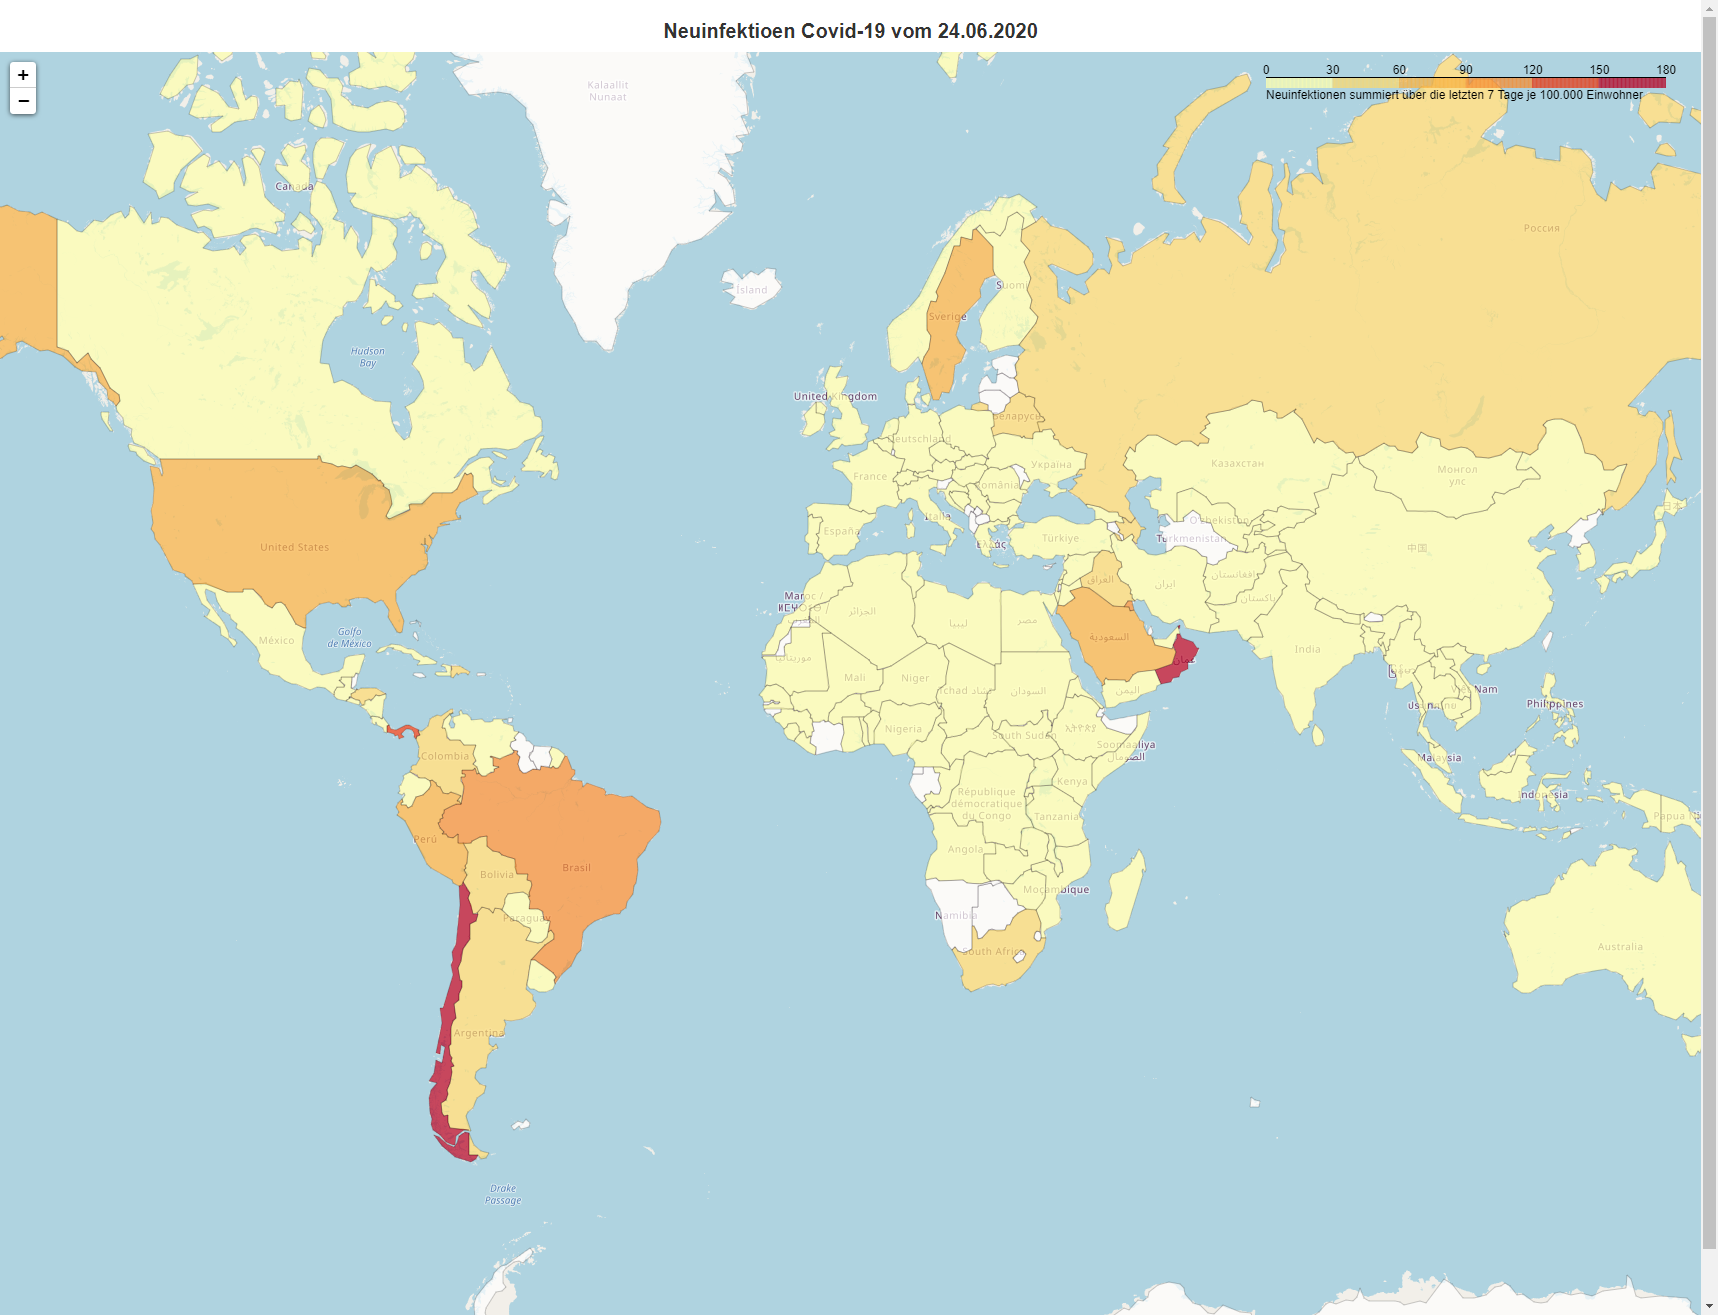 Neuinfektioen Covid-19 vom 24.06.2020
+
−
0 30 60 90 120 150 180
Neuinfektionen summiert über die letzten 7 Tage je 100.000 Einwohner
Kalaallit
Nunaat
Canada
Россия
Ísland
Suomi
Sverige
Hudson
Bay
United Kingdom
Беларусь
Deutschland
Україна
Казахстан
Монгол
улс
France
România
日本
Italia
España
Ελλάς
Türkiye
O'zbekiston
Turkmenistan
中国
United States
العراق
ایران
افغانستان
پاکستان
Maroc /
ⵍⵎⵖⵔⵉⴱ /
المغرب
الجزائر
ليبيا
مصر
السعودية
Golfo
de México
México
India
عمان
موريتانيا
Mali
Niger
Tchad تشاد
السودان
اليمن
Việt Nam
Philippines
Nigeria
South Sudan
Soomaaliya
الصومال
Colombia
Malaysia
Kenya
République
démocratique
du Congo
Indonesia
Tanzania
Papua
Perú
Angola
Brasil
Bolivia
Moçambique
Paraguay
Namibia
South Africa
Australia
Argentina
Drake
Passage